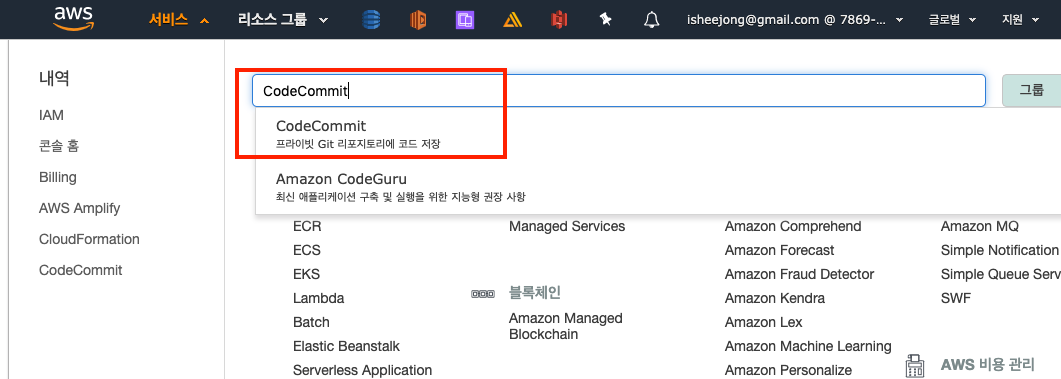 aws
서비스
리소스 그룹
isheejong@gmail.com @ 7869-...
글로벌
지원
내역
IAM
콘솔 홈
Billing
AWS Amplify
CloudFormation
CodeCommit
CodeCommit
그룹
CodeCommit
프라이빗 Git 리포지토리에 코드 저장
Amazon CodeGuru
최신 애플리케이션 구축 및 실행을 위한 지능형 권장 사항
ECR
ECS
EKS
Lambda
Batch
Elastic Beanstalk
Serverless Application
Managed Services
블록체인
Amazon Managed
Blockchain
Amazon Comprehend
Amazon Forecast
Amazon Fraud Detector
Amazon Kendra
Amazon Lex
Amazon Machine Learning
Amazon Personalize
Amazon MQ
Simple Notification
Simple Queue Serv
SWF
AWS 비용 관리